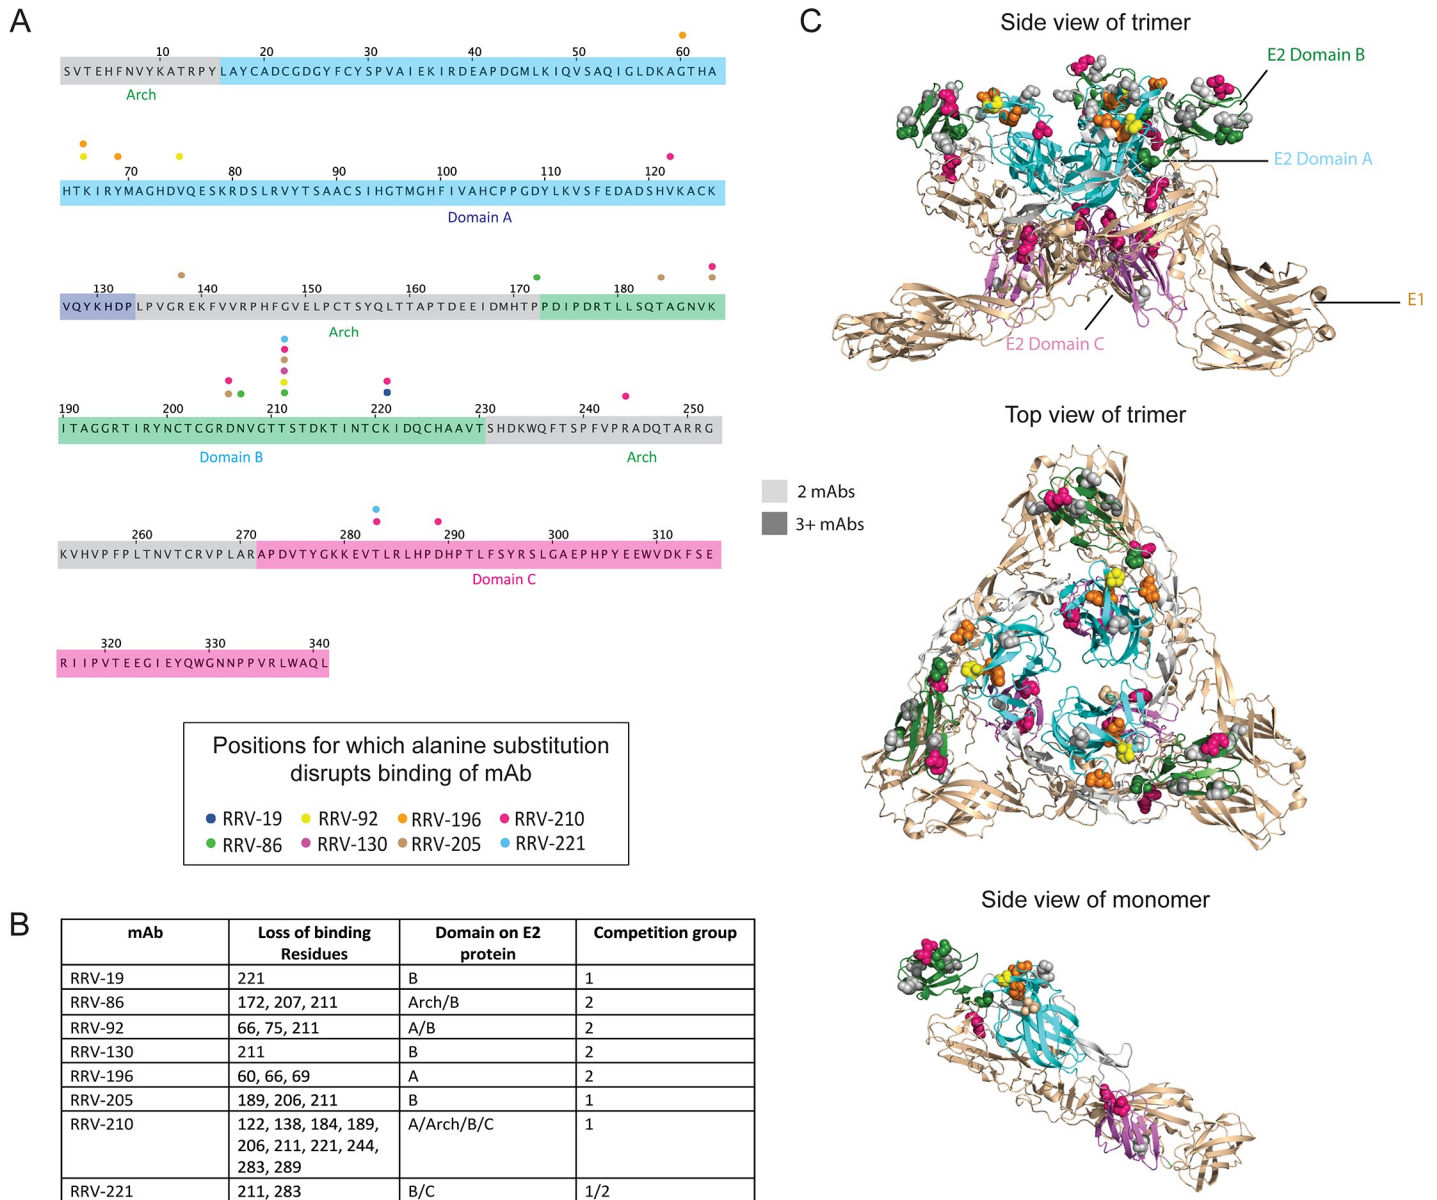 A
10 20 30 40 50 60
SVTEHFNVYKATRPYLAYCADCGDGYFCYSPVAIEKIRDEAPDGMLKIQVSAQIGLDKAGTHA
Arch
70 80 90 100 110 120
HTKIRYMAGHDVQESKRDSLRVYTSAACSIHGTMGHFIVAHCPPGDYLKVSFEDADSHVKACK
Domain A
130 140 150 160 170 180
VQYKHDPLPVGREKFVVRPHFGVELPCTSYQLTTAPTDEEIDMHTPPDIPDRTLLSQTAGNVK
Arch
190 200 210 220 230 240 250
ITAGGRTIRYNCTCGRDNVGTTSTDKTINTCKIDQCHAAVTSHDKWQFTSPFVPRADQTARRG
Domain B Arch
260 270 280 290 300 310
KVHVPFPLTNVTCRVPLARAPDVTYGKKEVTLRLHPDHPTLFSYRSLGAEPHPYEEWVDKFSE
Domain C
320 330 340
RIIPVTEEGIEYQWGNNPPVRLWAQL
Positions for which alanine substitution
disrupts binding of mAb
RRV-19 RRV-92 RRV-196 RRV-210
RRV-86 RRV-130 RRV-205 RRV-221
B
mAb Loss of binding Residues Domain on E2 protein Competition group
RRV-19 221 B 1
RRV-86 172, 207, 211 Arch/B 2
RRV-92 66, 75, 211 A/B 2
RRV-130 211 B 2
RRV-196 60, 66, 69 A 2
RRV-205 189, 206, 211 B 1
RRV-210 122, 138, 184, 189, A/Arch/B/C 1
206, 211, 221, 244,
283, 289
RRV-221 211, 283 B/C 1/2
C
Side view of trimer
E2 Domain B
E2 Domain A
E1
E2 Domain C
Top view of trimer
2 mAbs
3+ mAbs
Side view of monomer